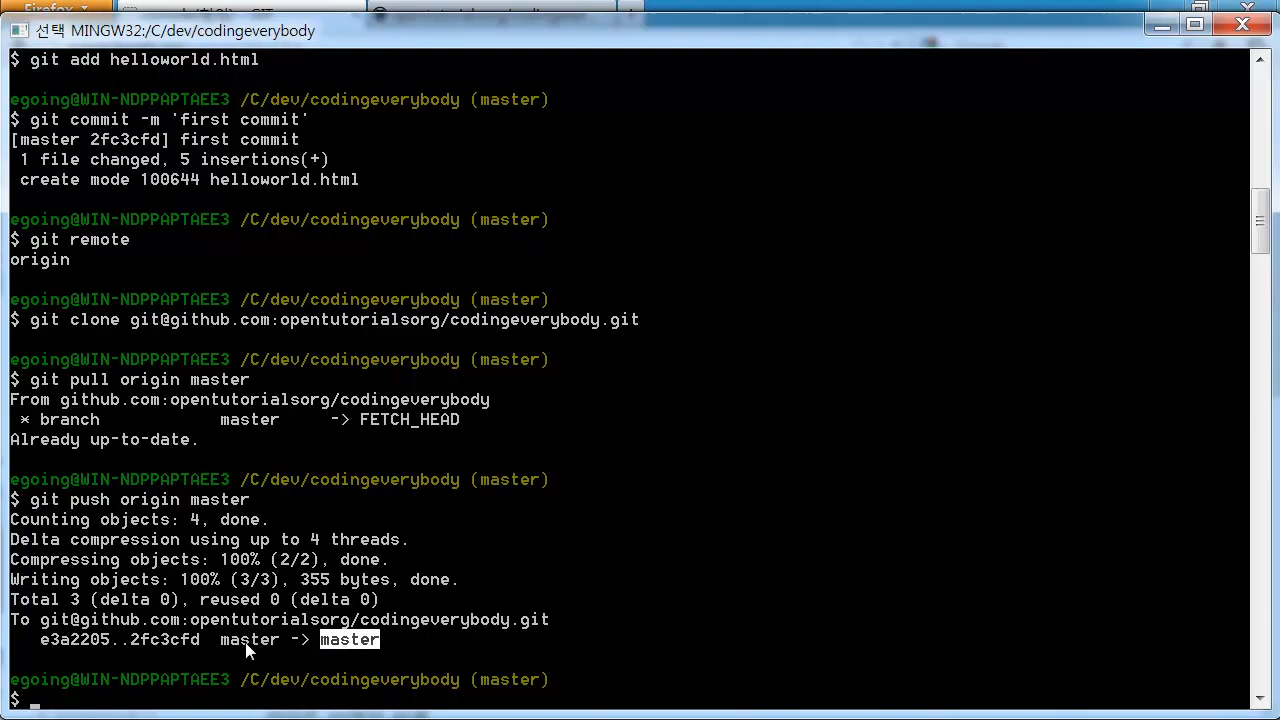 Firefox
선택 MINGW32:/C/dev/codingeverybody
$ git add helloworld.html
egoing@WIN-NDPPAPTAEE3 /C/dev/codingeverybody (master)
$ git commit -m 'first commit'
[master 2fc3cfd] first commit
1 file changed, 5 insertions(+)
create mode 100644 helloworld.html
egoing@WIN-NDPPAPTAEE3 /C/dev/codingeverybody (master)
$ git remote
origin
egoing@WIN-NDPPAPTAEE3 /C/dev/codingeverybody (master)
$ git clone git@github.com:opentutorialsorg/codingeverybody.git
egoing@WIN-NDPPAPTAEE3 /C/dev/codingeverybody (master)
$ git pull origin master
From github.com:opentutorialsorg/codingeverybody
* branch master -> FETCH_HEAD
Already up-to-date.
egoing@WIN-NDPPAPTAEE3 /C/dev/codingeverybody (master)
$ git push origin master
Counting objects: 4, done.
Delta compression using up to 4 threads.
Compressing objects: 100% (2/2), done.
Writing objects: 100% (3/3), 355 bytes, done.
Total 3 (delta 0), reused 0 (delta 0)
To git@github.com:opentutorialsorg/codingeverybody.git
e3a2205..2fc3cfd master -> master
egoing@WIN-NDPPAPTAEE3 /C/dev/codingeverybody (master)
$